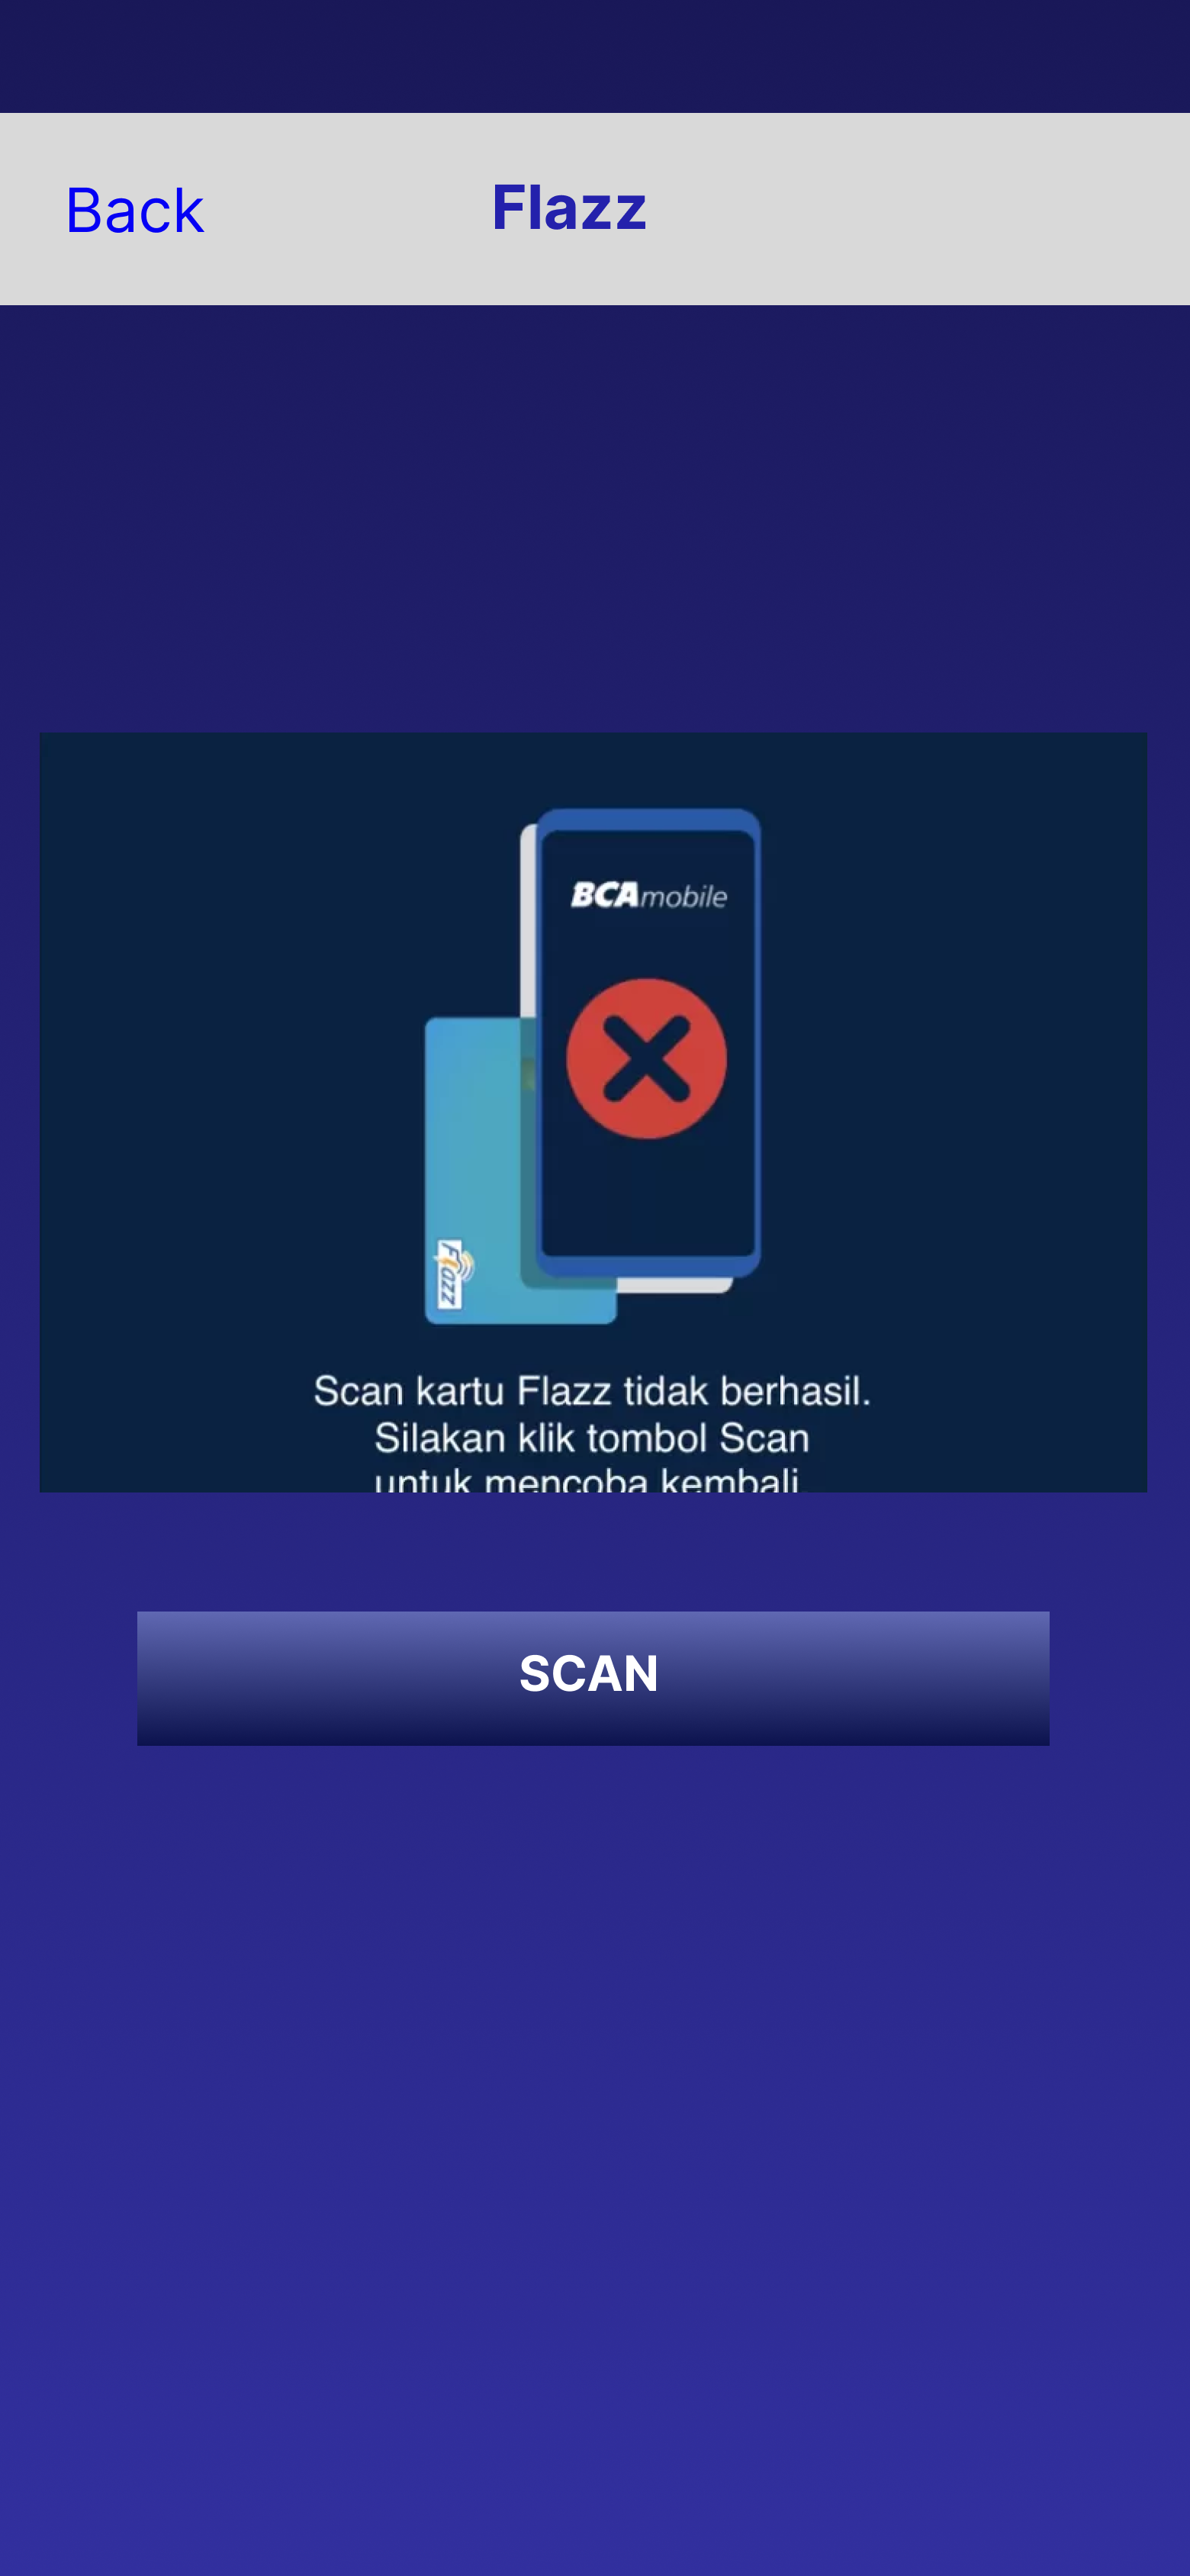 Back
Flazz
BCAmobile
Flazz
Scan kartu Flazz tidak berhasil.
Silakan klik tombol Scan
untuk mencoba kembali
SCAN